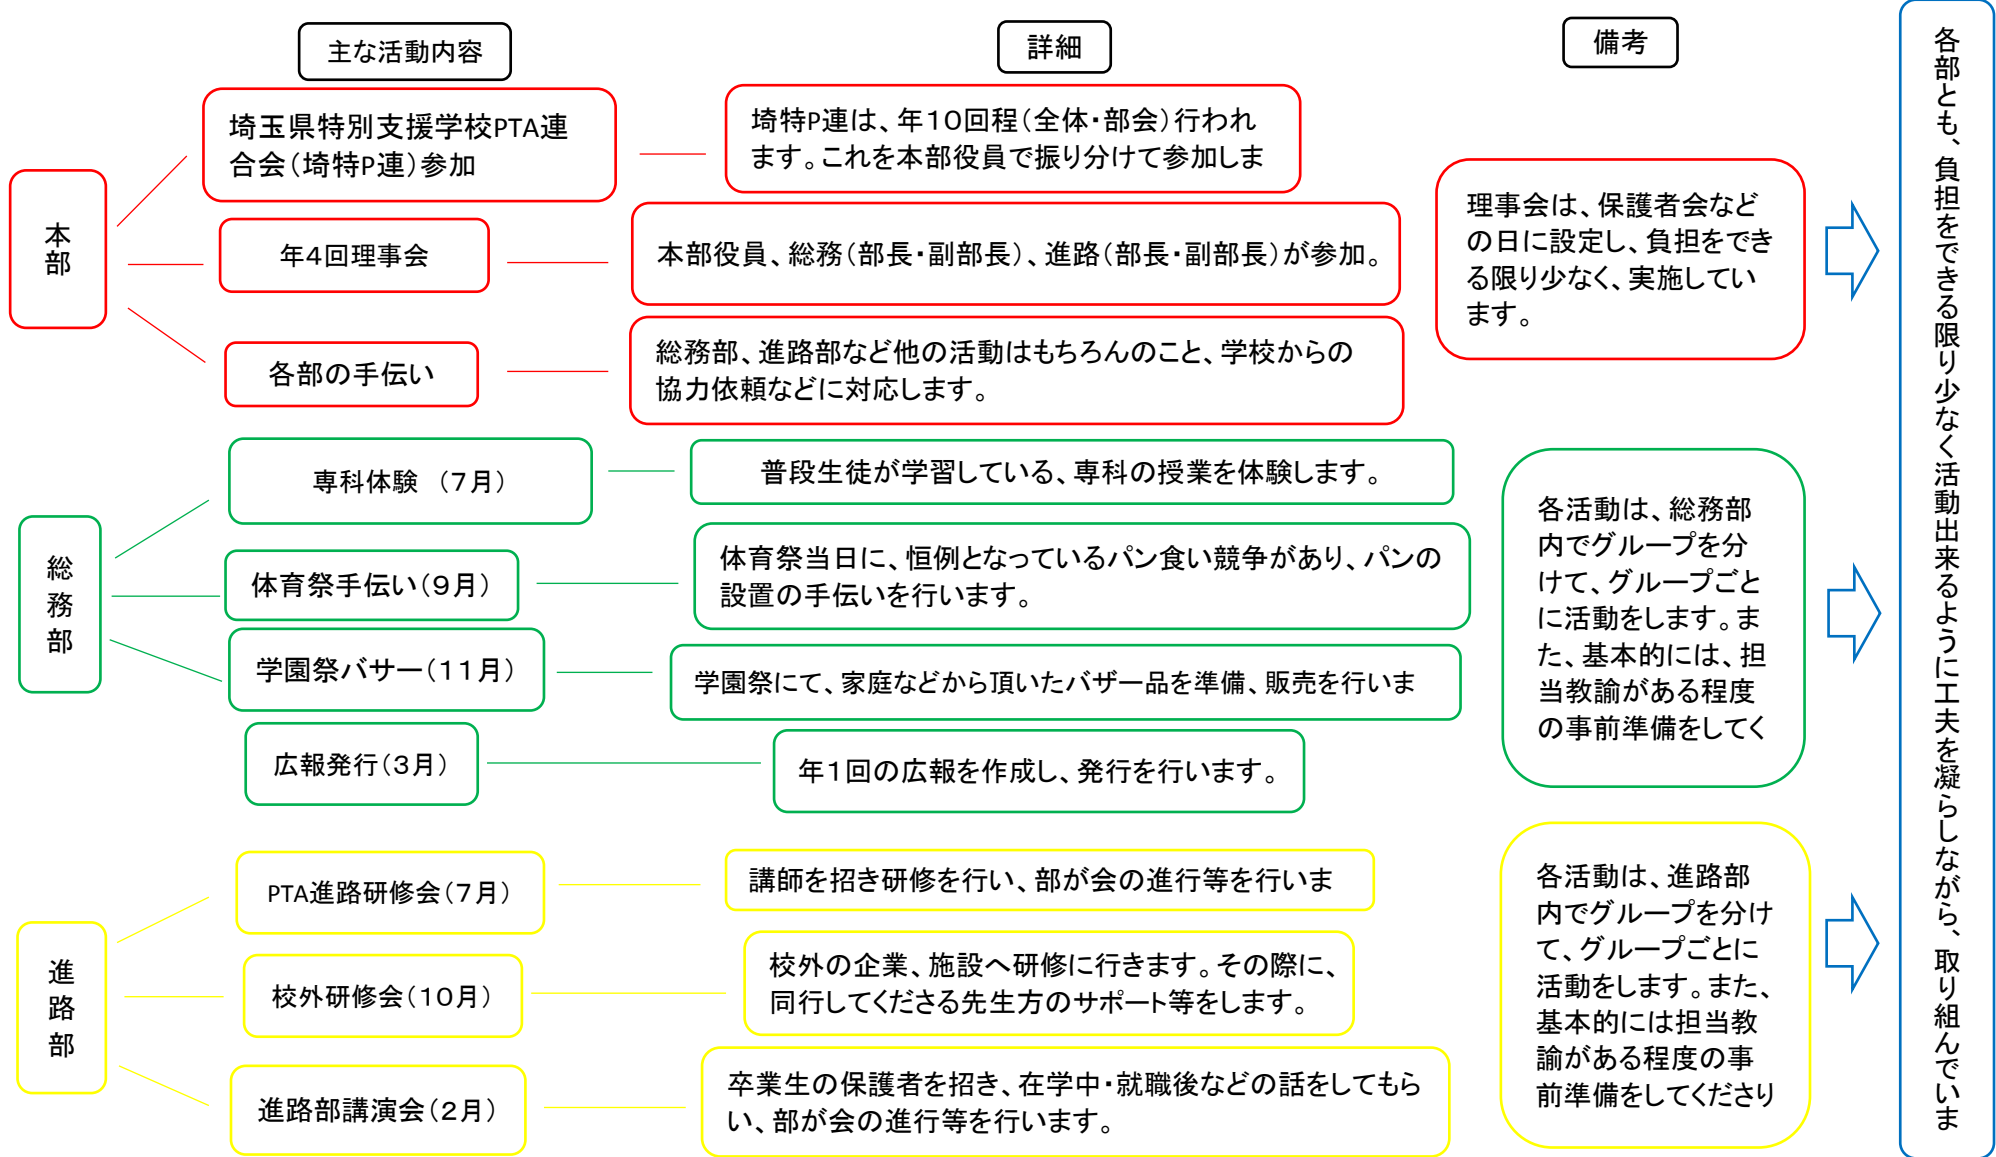 主な活動内容
詳細
備考
本部
埼玉県特別支援学校PTA連
合会(埼特P連)参加
埼特P連は、年10回程(全体・部会)行われ
ます。これを本部役員で振り分けて参加しま
年4回理事会
本部役員、総務(部長・副部長)、進路(部長・副部長)が参加。
各部の手伝い
総務部、進路部など他の活動はもちろんのこと、学校からの
協力依頼などに対応します。
理事会は、保護者会など
の日に設定し、負担をでき
る限り少なく、実施してい
ます。
総務部
専科体験 (7月)
普段生徒が学習している、専科の授業を体験します。
体育祭手伝い(9月)
体育祭当日に、恒例となっているパン食い競争があり、パンの
設置の手伝いを行います。
学園祭バサー(11月)
学園祭にて、家庭などから頂いたバザー品を準備、販売を行いま
広報発行(3月)
年1回の広報を作成し、発行を行います。
各活動は、総務部
内でグループを分
けて、グループごと
に活動をします。ま
た、基本的には、担
当教諭がある程度
の事前準備をしてく
進路部
PTA進路研修会(7月)
講師を招き研修を行い、部が会の進行等を行いま
校外研修会(10月)
校外の企業、施設へ研修に行きます。その際に、
同行してくださる先生方のサポート等をします。
進路部講演会(2月)
卒業生の保護者を招き、在学中・就職後などの話をしてもら
い、部が会の進行等を行います。
各活動は、進路部
内でグループを分け
て、グループごとに
活動をします。また、
基本的には担当教
諭がある程度の事
前準備をしてくださり
各部とも、負担をできる限り少なく活動出来るように工夫を凝らしながら、取り組んでいま